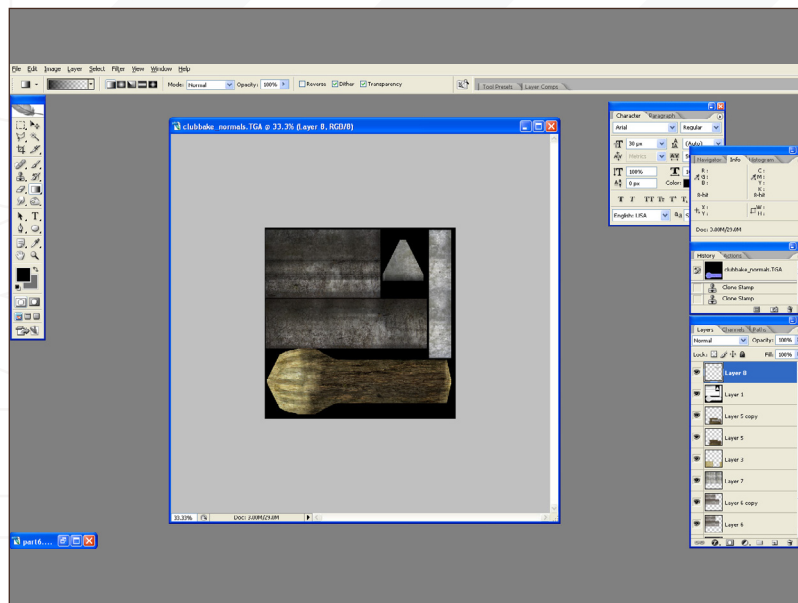 File Edit Image Layer Select Filter View Window Help
Mode: Normal Opacity: 100% Reverse Dither Transparency
Tool Presets Layer Comps
clubbake_normals.TGA @ 33.3% (Layer 8, RGB/8)
33.33% Doc: 3.00M/29.0M
part6....
Character Paragraph
Arial Regular
30 px (Auto)
Metrics
100%
0 px Color:
English: USA
Navigator Info Histogram
R: C:
G: M:
B: Y:
K:
8-bit 8-bit
X: W:
Y: H:
Doc: 3.00M/29.0M
History Actions
clubbake_normals.TGA
Clone Stamp
Clone Stamp
Layers Channels Paths
Normal Opacity: 100%
Lock: Fill: 100%
Layer 8
Layer 1
Layer 5 copy
Layer 5
Layer 3
Layer 7
Layer 6 copy
Layer 6